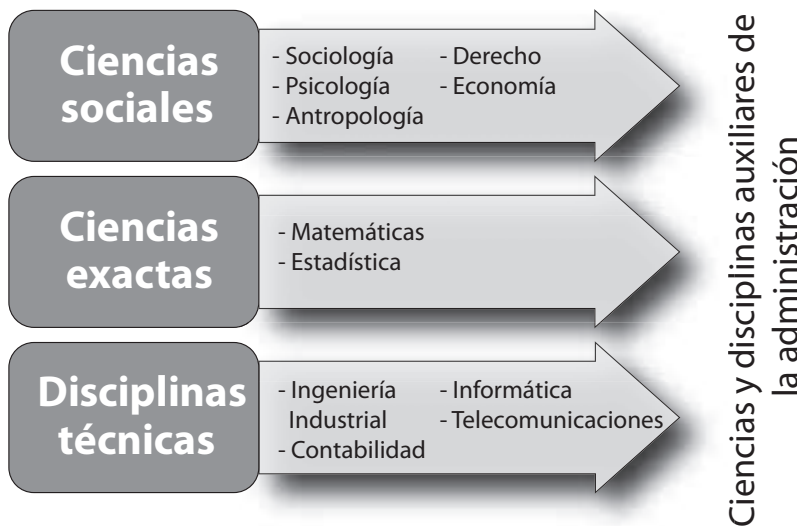 Ciencias
sociales
- Sociología
- Psicología
- Antropología
- Derecho
- Economía
Ciencias
exactas
- Matemáticas
- Estadística
Disciplinas
técnicas
- Ingeniería
Industrial
- Contabilidad
- Informática
- Telecomunicaciones
Ciencias y disciplinas auxiliares de
la administración